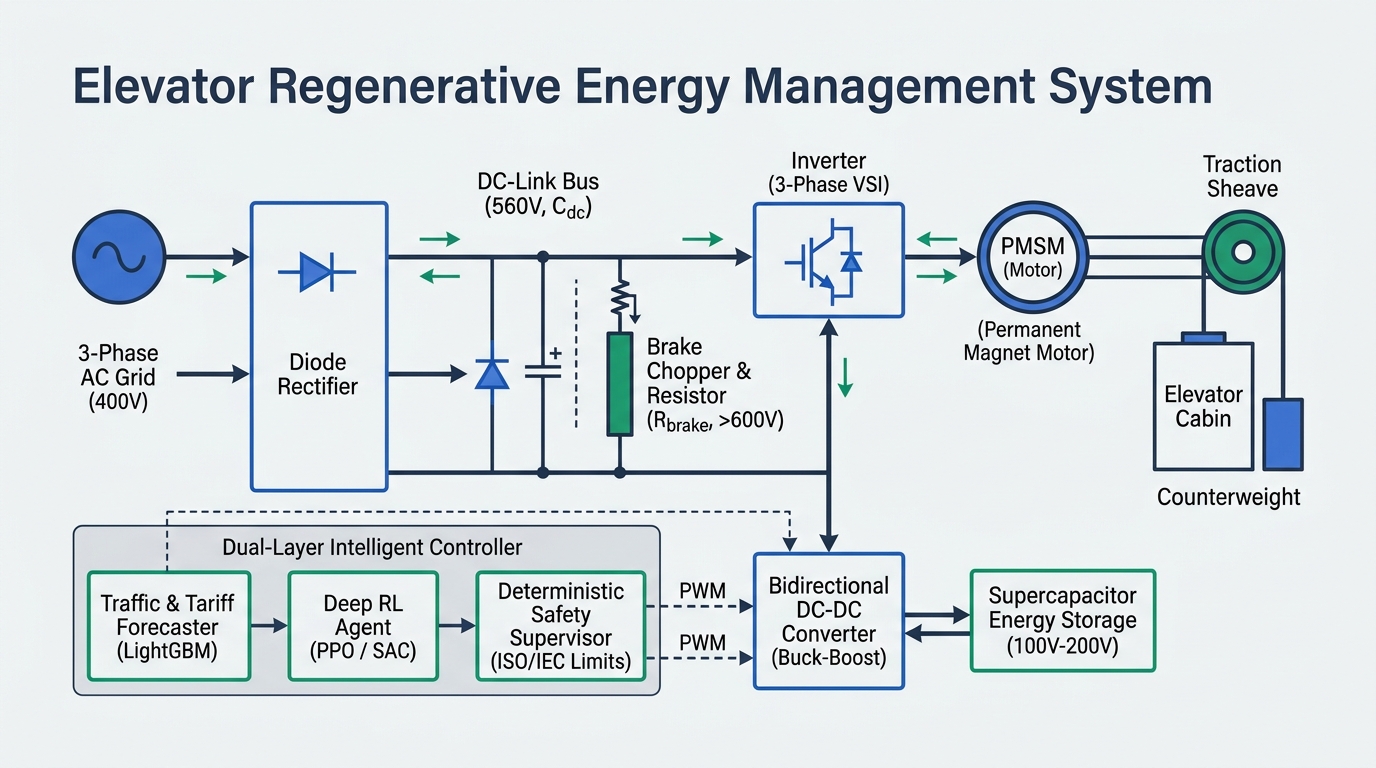 Elevator Regenerative Energy Management System
Inverter
(3-Phase VSI)
Traction
Sheave
DC-Link Bus
(560V, Cdc)
PMSM
(Motor)
(Permanent
Magnet Motor)
3-Phase
AC Grid
(400V)
Diode
Rectifier
+
Brake
Chopper &
Resistor
(Rbrake, >600V)
Elevator
Cabin
Counterweight
Dual-Layer Intelligent Controller
Traffic & Tariff
Forecaster
(LightGBM)
Deep RL
Agent
(PPO / SAC)
Deterministic
Safety
Supervisor
(ISO/IEC Limits)
PWM
PWM
Bidirectional
DC-DC
Converter
(Buck-Boost)
Supercapacitor
Energy Storage
(100V-200V)